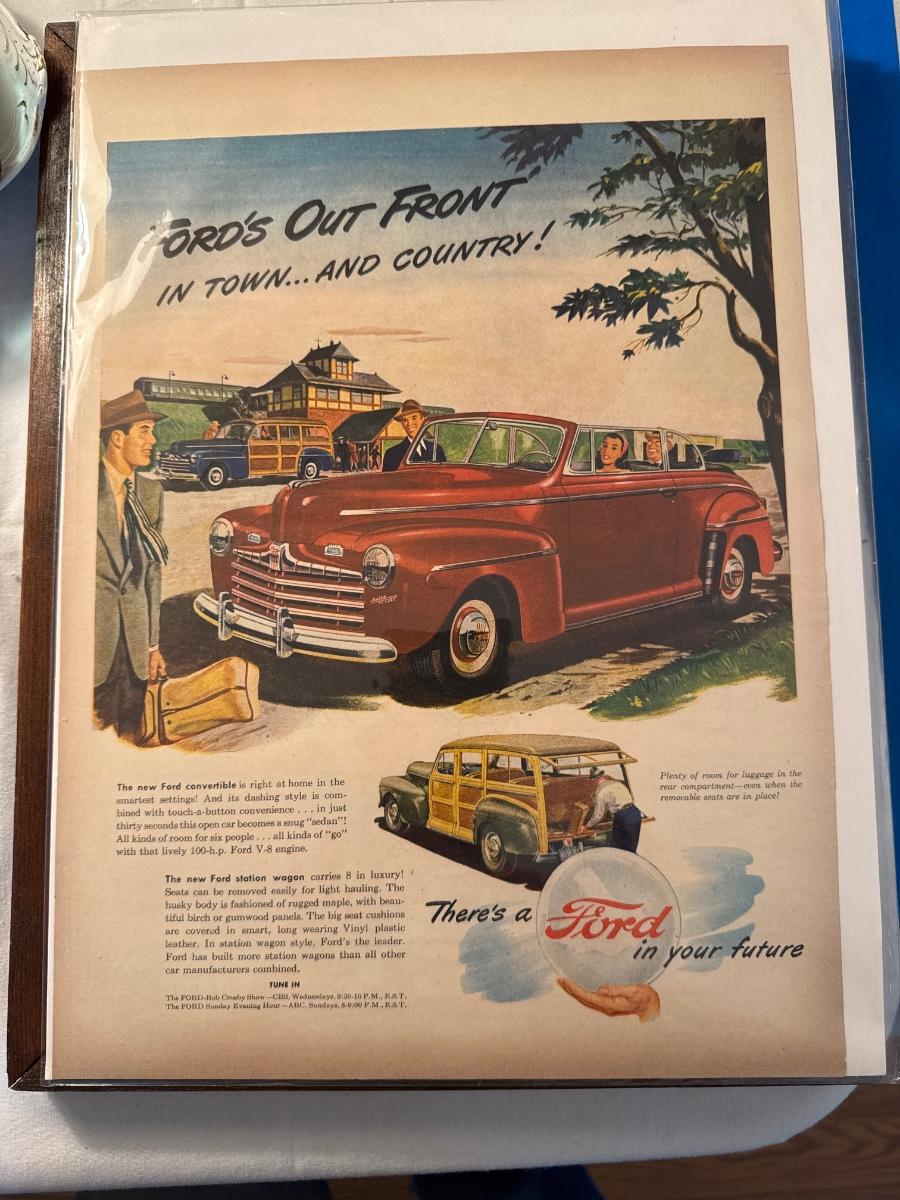 FORD'S OUT FRONT
IN TOWN... AND COUNTRY!
The new Ford convertible is right at home in the
smartest settings! And its dashing style is com-
bined with touch-a-button convenience . . . in just
thirty seconds this open car becomes a snug "sedan"!
All kinds of room for six people . . . all kinds of "go"
with that lively 100-h.p. Ford V-8 engine.
Plenty of room for luggage in the
rear compartment—even when the
removable seats are in place!
The new Ford station wagon carries 8 in luxury!
Seats can be removed easily for light hauling. The
husky body is fashioned of rugged maple, with beau-
tiful birch or gumwood panels. The big seat cushions
are covered in smart, long wearing Vinyl plastic
leather. In station wagon style, Ford's the leader.
Ford has built more station wagons than all other
car manufacturers combined.
There's a
Ford
in your future
TUNE IN
The FORD-Bob Crosby Show—CBS, Wednesdays, 9:30-10 P.M., E.S.T.
The FORD Sunday Evening Hour—ABC, Sundays, 8-9:00 P.M., E.S.T.